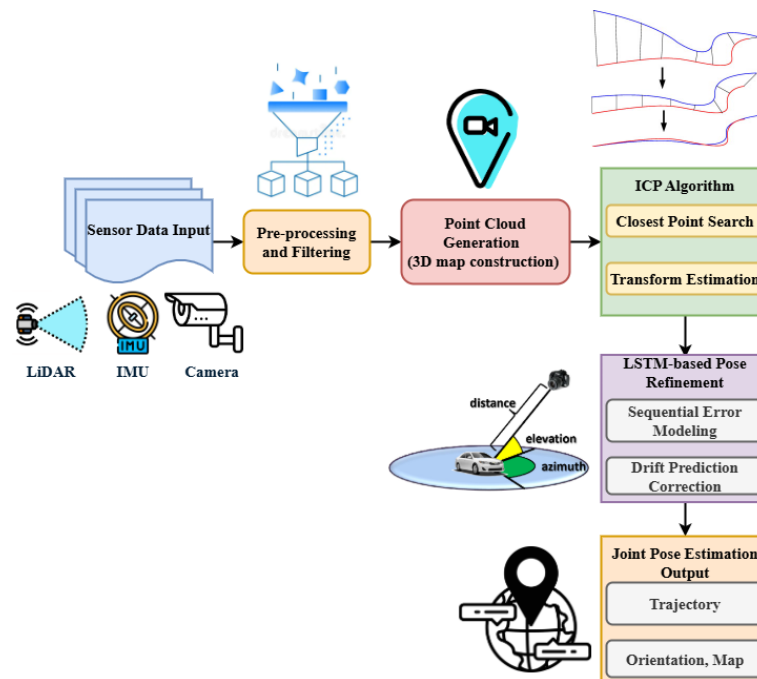 Sensor Data Input
LiDAR
IMU
IMU
Camera
Pre-processing
and Filtering
Point Cloud
Generation
(3D map construction)
ICP Algorithm
Closest Point Search
Transform Estimation
LSTM-based Pose
Refinement
Sequential Error
Modeling
Drift Prediction
Correction
distance
elevation
azimuth
Joint Pose Estimation
Output
Trajectory
Orientation, Map